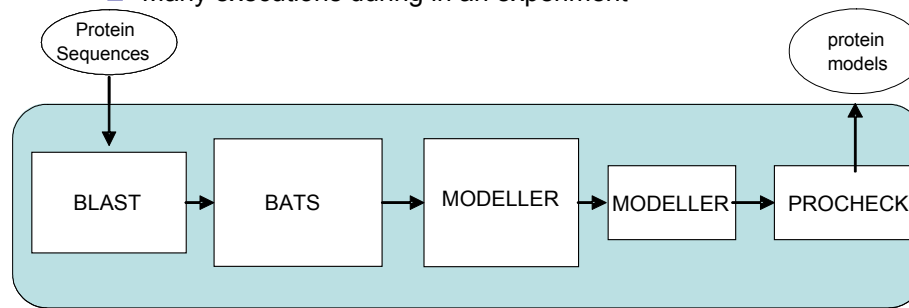 Many executions during in an experiment
Protein
Sequences
protein
models
BLAST
BATS
MODELLER
MODELLER
PROCHECK